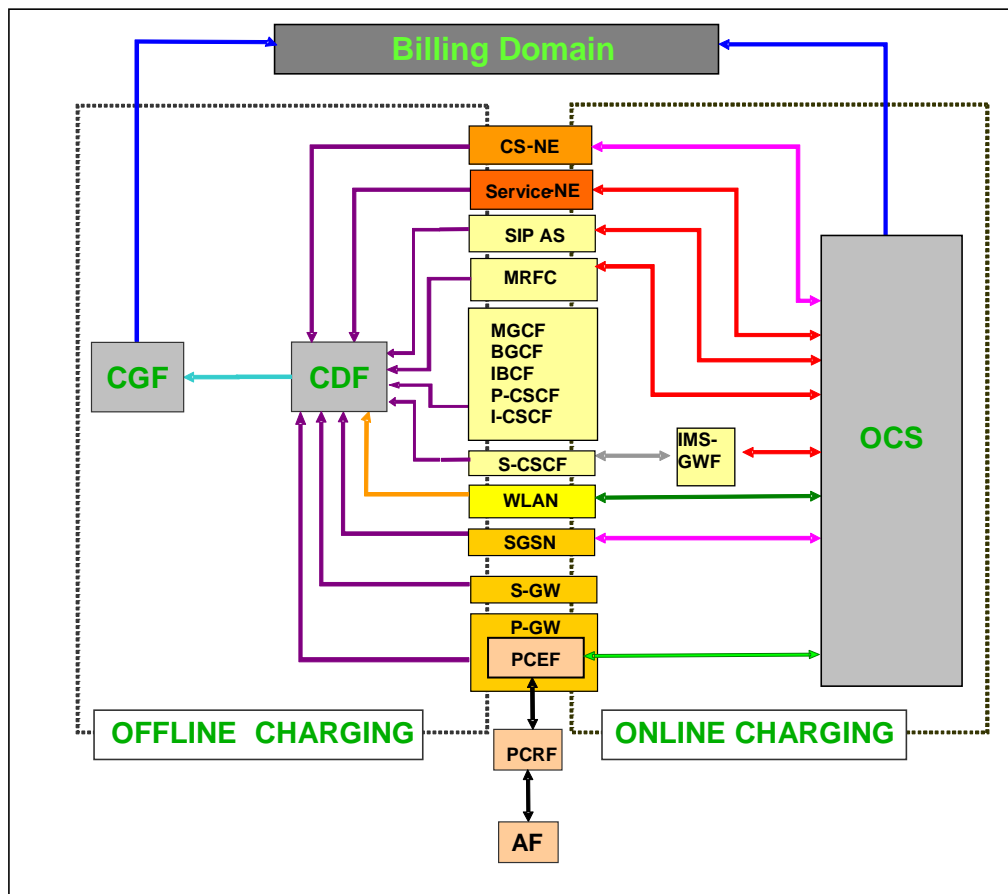 Billing Domain
CS-NE
Service-NE
SIP AS
MRFC
MGCF
BGCF
IBCF
P-CSCF
I-CSCF
CGF
CDF
OCS
IMS-
GWF
S-CSCF
WLAN
SGSN
S-GW
P-GW
PCEF
OFFLINE CHARGING
ONLINE CHARGING
PCRF
AF